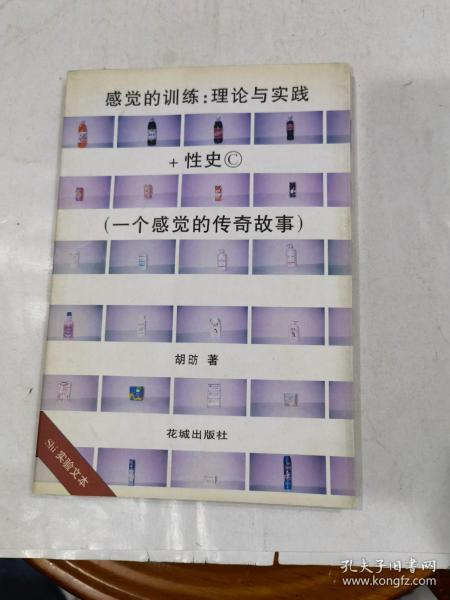 感觉的训练：理论与实践
+ 性史©
（一个感觉的传奇故事）
胡昉 著
花城出版社
实验文本
孔夫子旧书网
www.kongfz.com